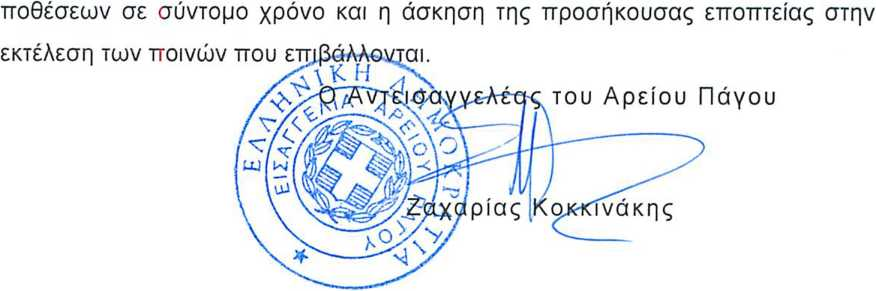 ποθέσεων σε σύντομο χρόνο και η άσκηση της προσήκουσας εποπτείας στην
εκτέλεση των ποινών που επιβάλλονται.
Ο Αντεισαγγελέας του Αρείου Πάγου
ΕΛΛΗΝΙΚΗ ΔΗΜΟΚΡΑΤΙΑ
ΕΙΣΑΓΓΕΛΙΑ ΑΡΕΙΟΥ ΠΑΓΟΥ
Ζαχαρίας Κοκκινάκης